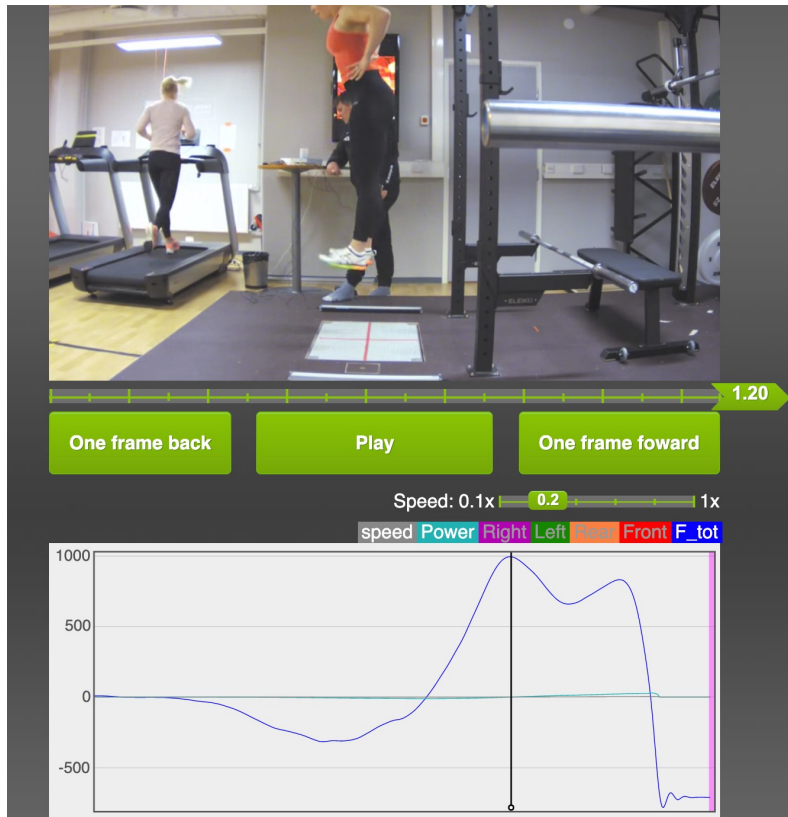 ELEIKO
1.20
One frame back
Play
One frame foward
Speed: 0.1x 0.2 1x
speed Power Right Left Rear Front F_tot
1000
500
0
-500